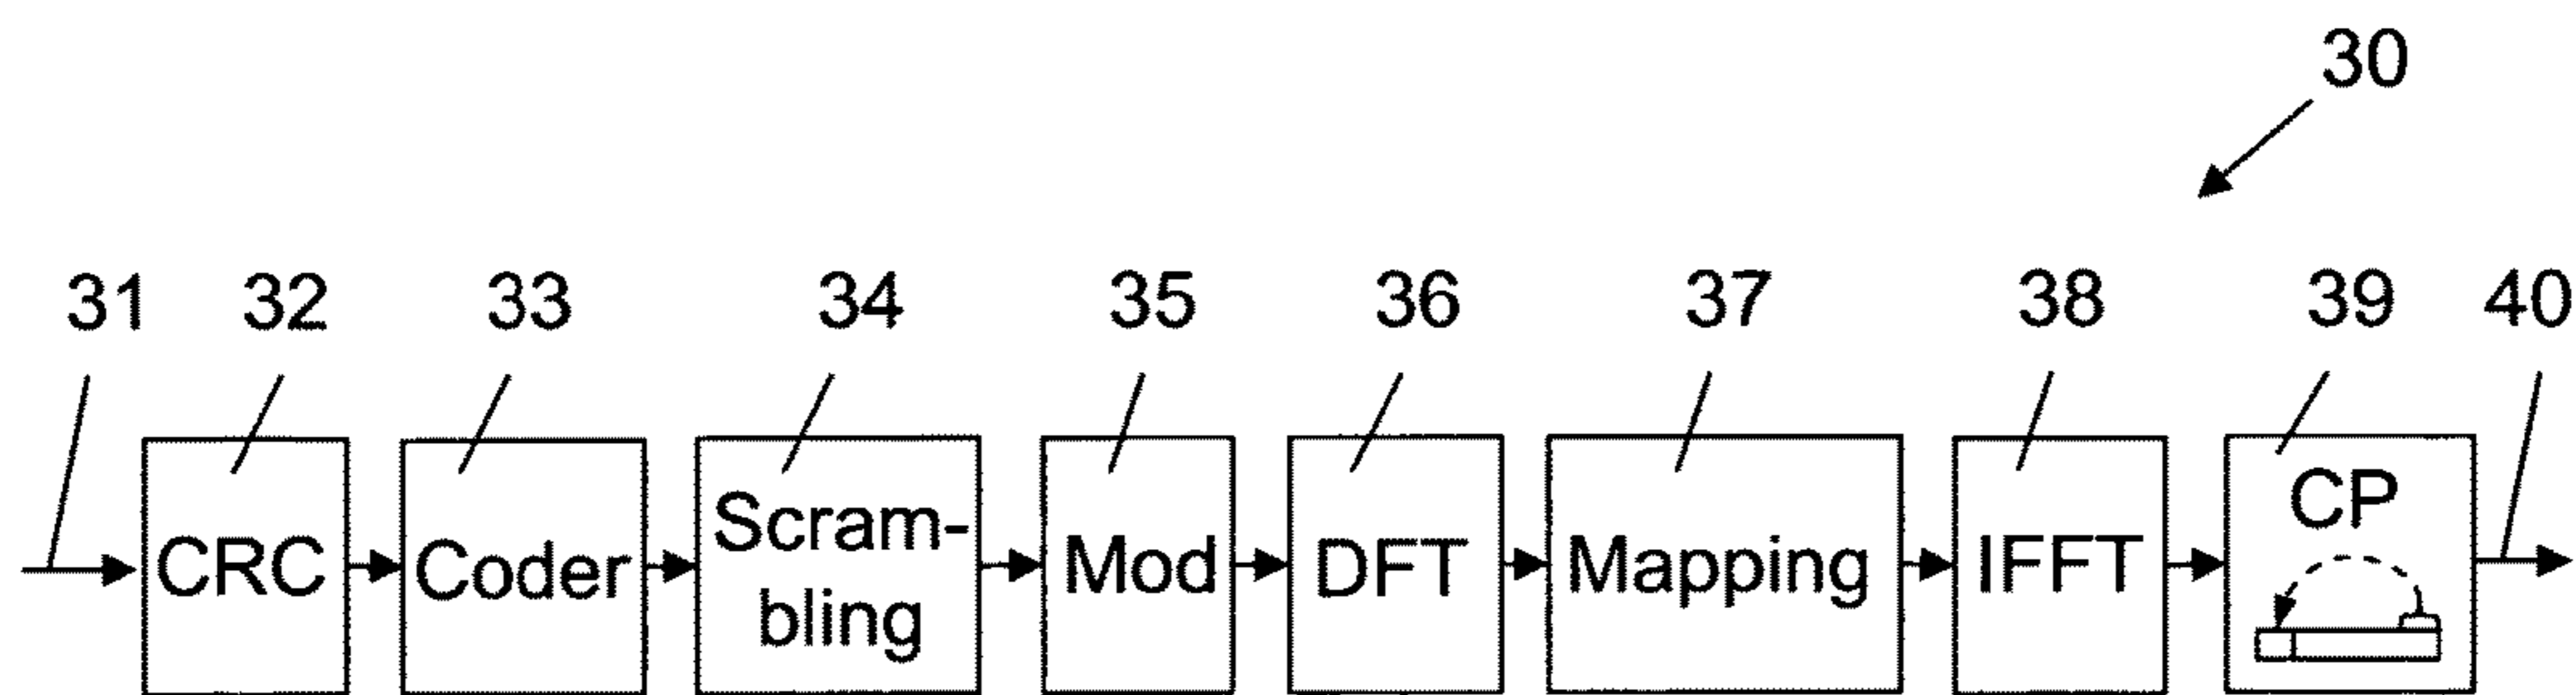 30
31 32 33 34 35 36 37 38 39 40
CRC
Coder
Scram-
bling
Mod
DFT
Mapping
IFFT
CP